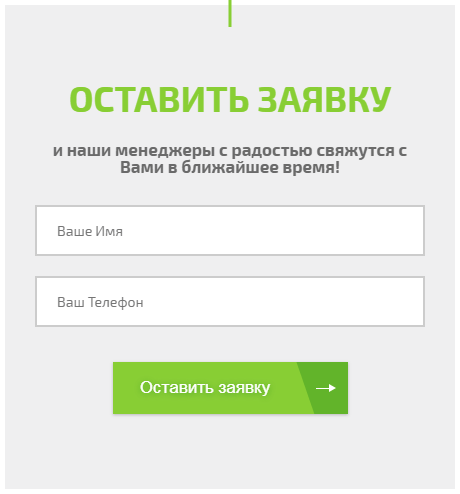 ОСТАВИТЬ ЗАЯВКУ
и наши менеджеры с радостью свяжутся с
Вами в ближайшее время!
Ваше Имя
Ваш Телефон
Оставить заявку